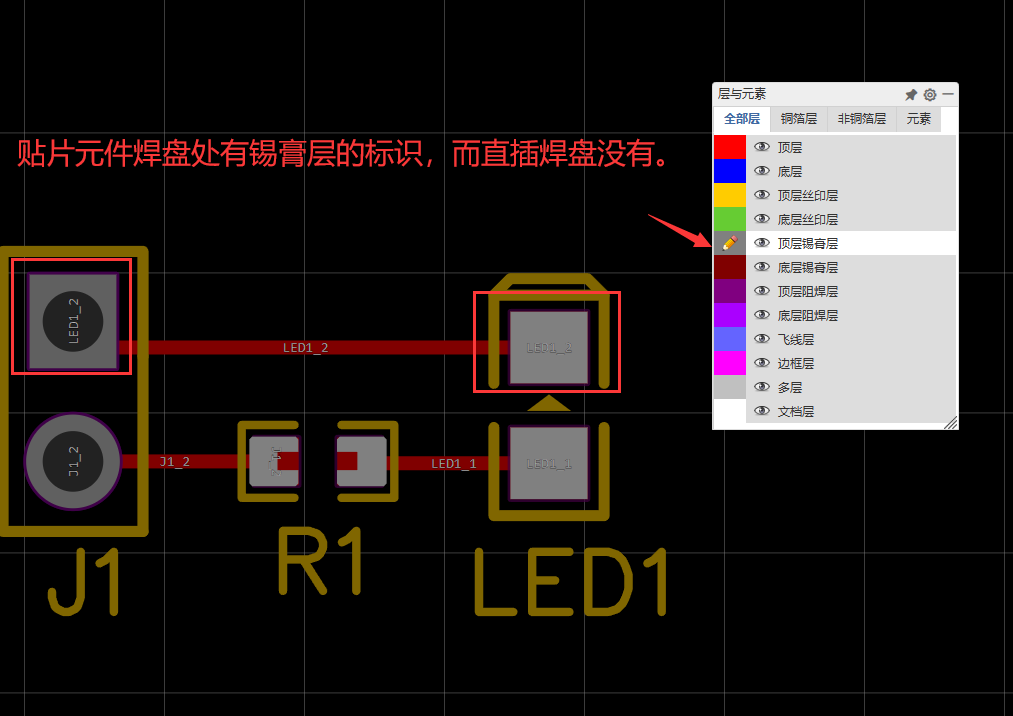 层与元素
全部层 铜箔层 非铜箔层 元素
贴片元件焊盘处有锡膏层的标识，而直插焊盘没有。
顶层
底层
顶层丝印层
底层丝印层
顶层锡膏层
底层锡膏层
顶层阻焊层
底层阻焊层
飞线层
边框层
多层
文档层
LED1_2
LED1_2
LED1_2
J1_2
J1_2
LED1_1
LED1_1
J1
R1
LED1